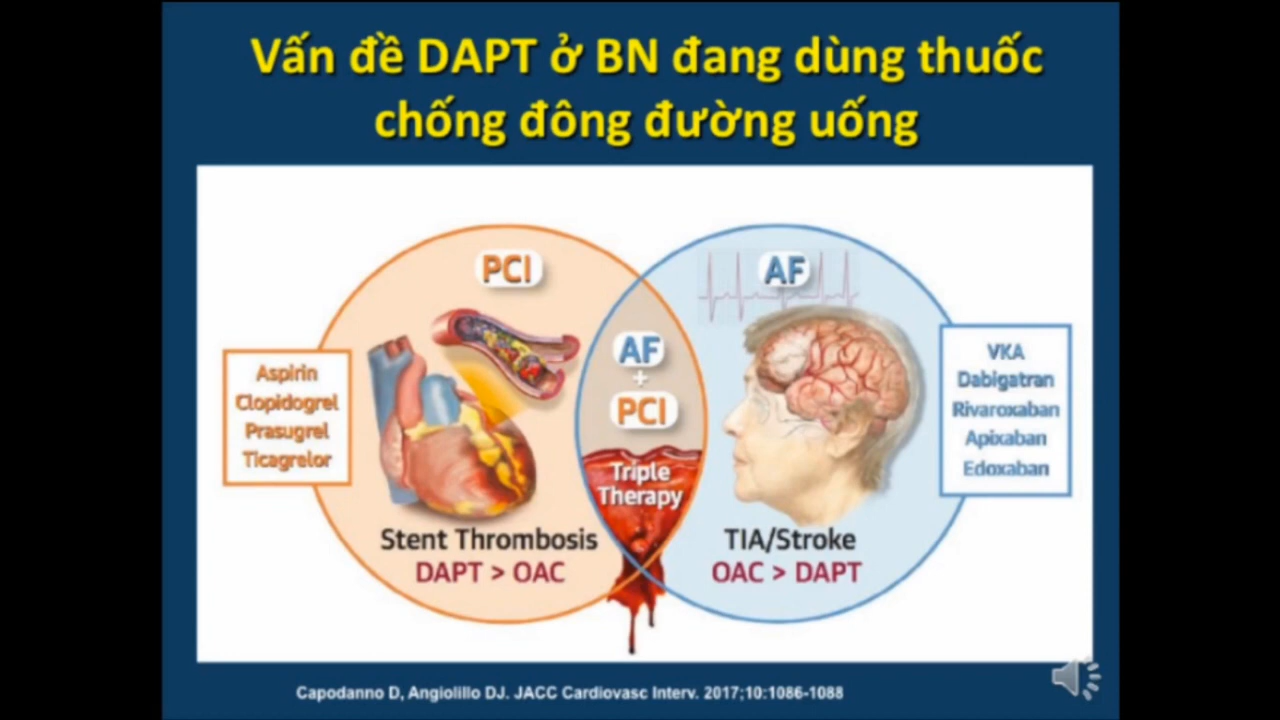 Vấn đề DAPT ở BN đang dùng thuốc
chống đông đường uống
PCI
AF
AF
+
PCI
Aspirin
Clopidogrel
Prasugrel
Ticagrelor
VKA
Dabigatran
Rivaroxaban
Apixaban
Edoxaban
Triple
Therapy
Stent Thrombosis
DAPT > OAC
TIA/Stroke
OAC > DAPT
Capodanno D, Angiolillo DJ. JACC Cardiovasc Interv. 2017;10:1086-1088